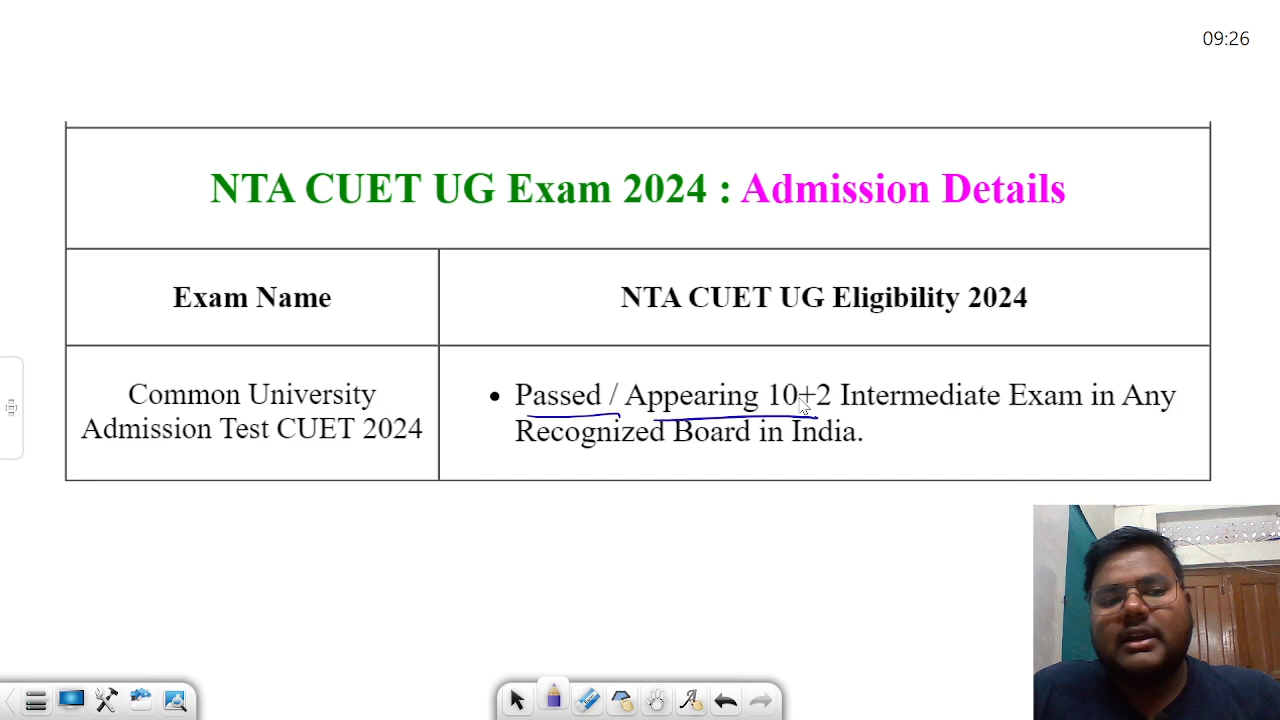 09:26
NTA CUET UG Exam 2024 : Admission Details
Exam Name
NTA CUET UG Eligibility 2024
Common University
Admission Test CUET 2024
• Passed / Appearing 10+2 Intermediate Exam in Any
Recognized Board in India.